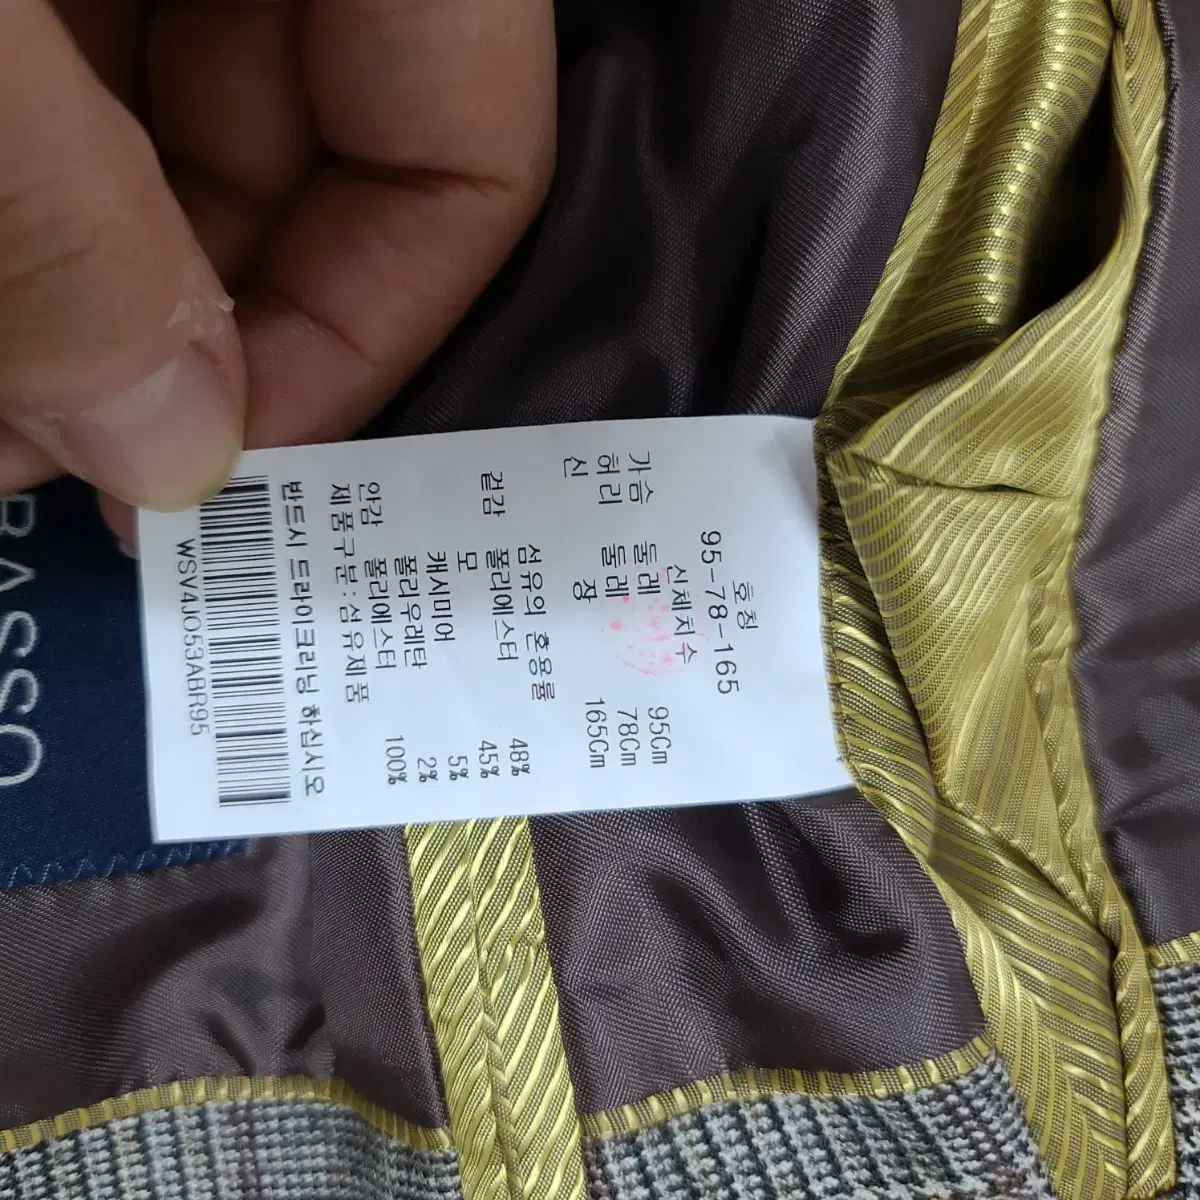 호칭
95-78-165
신체치수
가슴 둘레 95Cm
허리 둘레 78Cm
신 장 165Cm
섬유의 혼용률
겉감 폴리에스터 48%
모 45%
캐시미어 5%
폴리우레탄 2%
안감 폴리에스터 100%
제품구분 : 섬유제품
반드시 드라이크리닝 하십시오
WSV4JO53ABR95
BASSO